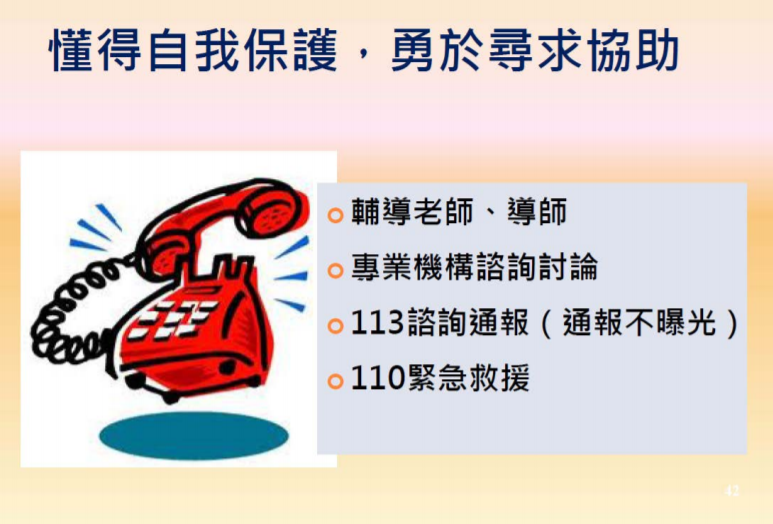 懂得自我保護，勇於尋求協助
輔導老師、導師
專業機構諮詢討論
113諮詢通報（通報不曝光）
110緊急救援
42